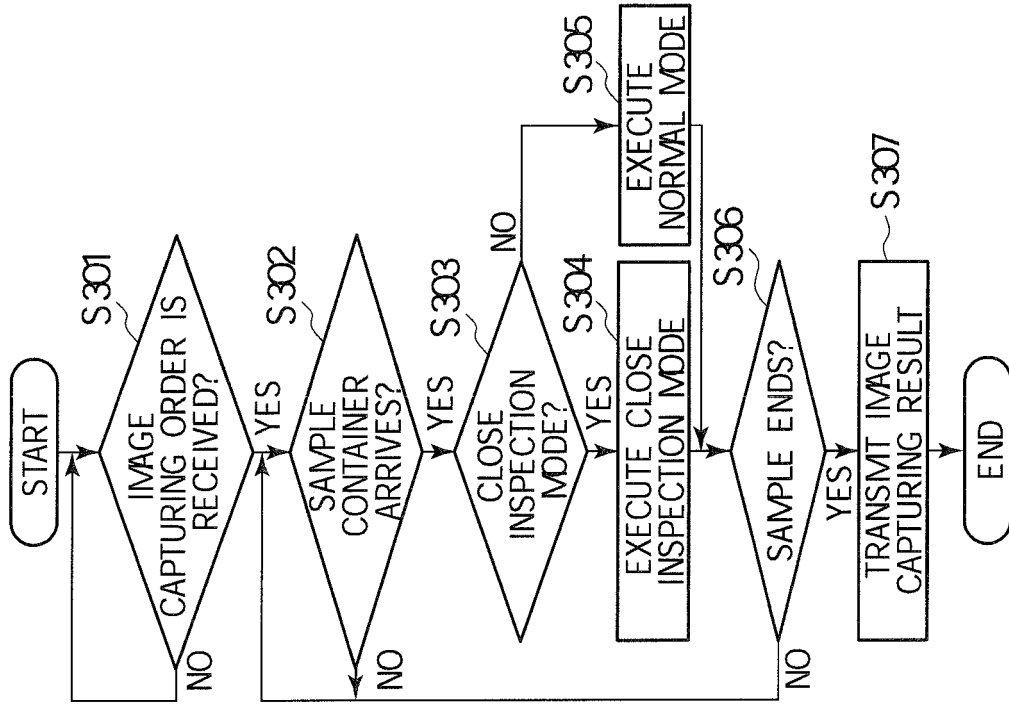 START
S301
IMAGE
CAPTURING ORDER IS
RECEIVED?
NO
YES
S302
SAMPLE
CONTAINER
ARRIVES?
NO
YES
S303
CLOSE
INSPECTION
MODE?
NO
YES
S304
EXECUTE CLOSE
INSPECTION MODE
S305
EXECUTE
NORMAL MODE
S306
SAMPLE ENDS?
NO
YES
S307
TRANSMT IMAGE
CAPTURING RESULT
END